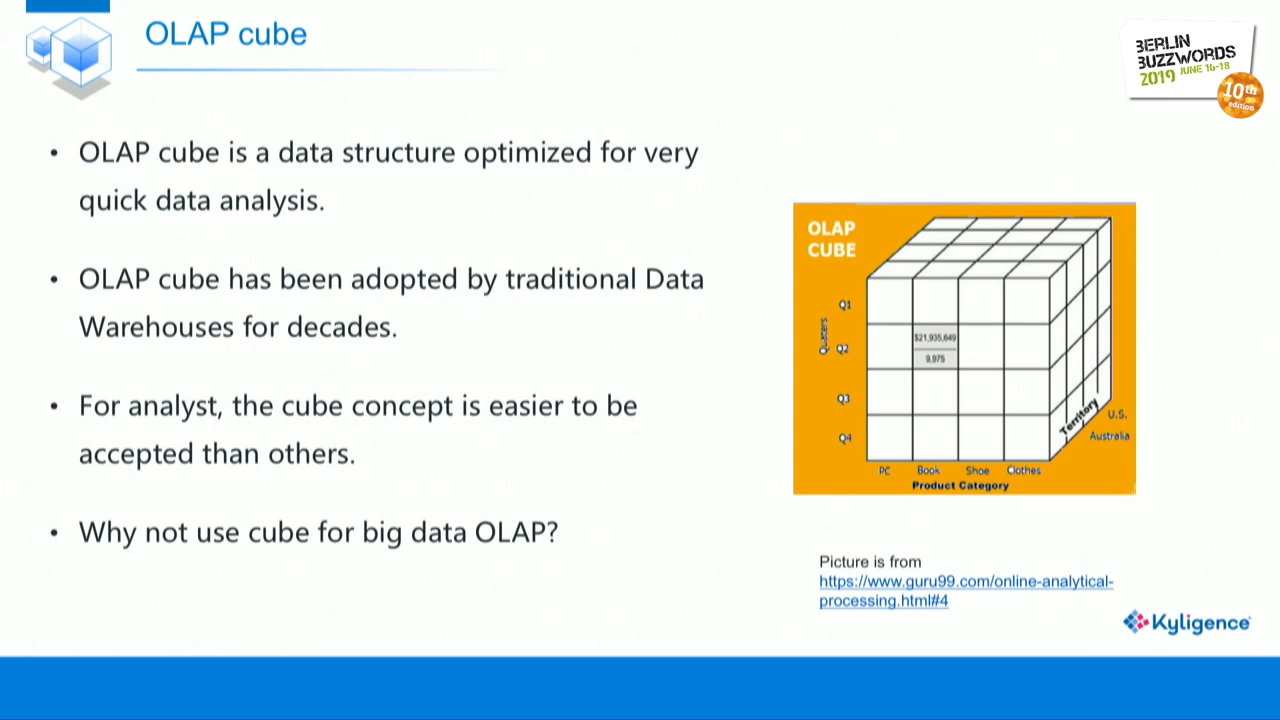 OLAP cube
BERLIN
BUZZWORDS
2019 JUNE 16-18
10th
edition
• OLAP cube is a data structure optimized for very
quick data analysis.
• OLAP cube has been adopted by traditional Data
Warehouses for decades.
• For analyst, the cube concept is easier to be
accepted than others.
• Why not use cube for big data OLAP?
OLAP
CUBE
Quaters
Q1
Q2
Q3
Q4
$21,935,649
9,975
Territory
U.S.
Australia
PC Book Shoe Clothes
Product Category
Picture is from
https://www.guru99.com/online-analytical-
processing.html#4
Kyligence